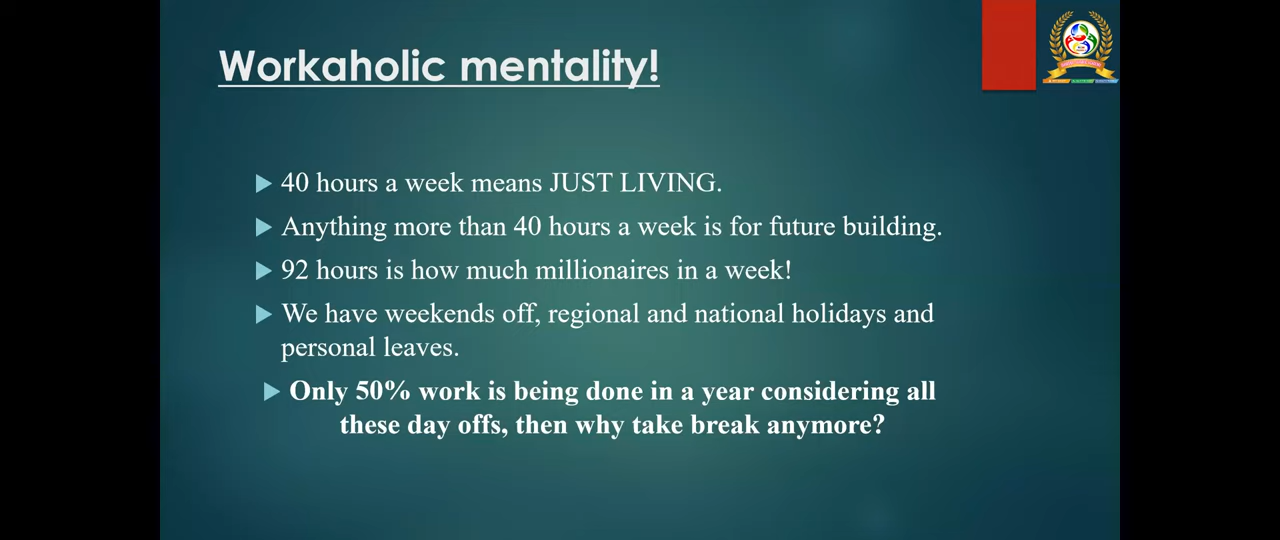 Workaholic mentality!
40 hours a week means JUST LIVING.
Anything more than 40 hours a week is for future building.
92 hours is how much millionaires in a week!
We have weekends off, regional and national holidays and
personal leaves.
Only 50% work is being done in a year considering all
these day offs, then why take break anymore?